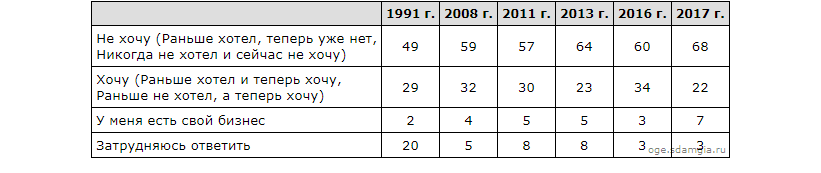 1991 г. 2008 г. 2011 г. 2013 г. 2016 г. 2017 г.
Не хочу (Раньше хотел, теперь уже нет,
Никогда не хотел и сейчас не хочу) 49 59 57 64 60 68
Хочу (Раньше хотел и теперь хочу,
Раньше не хотел, а теперь хочу) 29 32 30 23 34 22
У меня есть свой бизнес 2 4 5 5 3 7
Затрудняюсь ответить 20 5 8 8 3 3
oge.sdamgia.ru